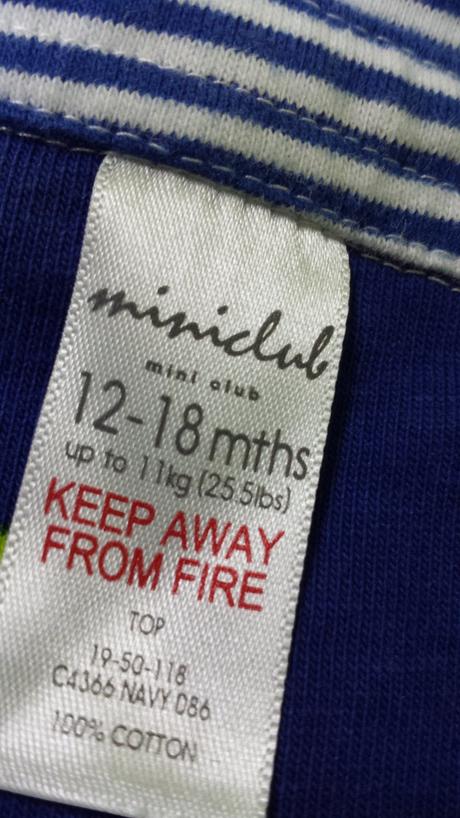 miniclub
mini club
12-18 mths
up to 11kg (25.5lbs)
KEEP AWAY
FROM FIRE
TOP
19-50-118
C4366 NAVY 086
100% COTTON